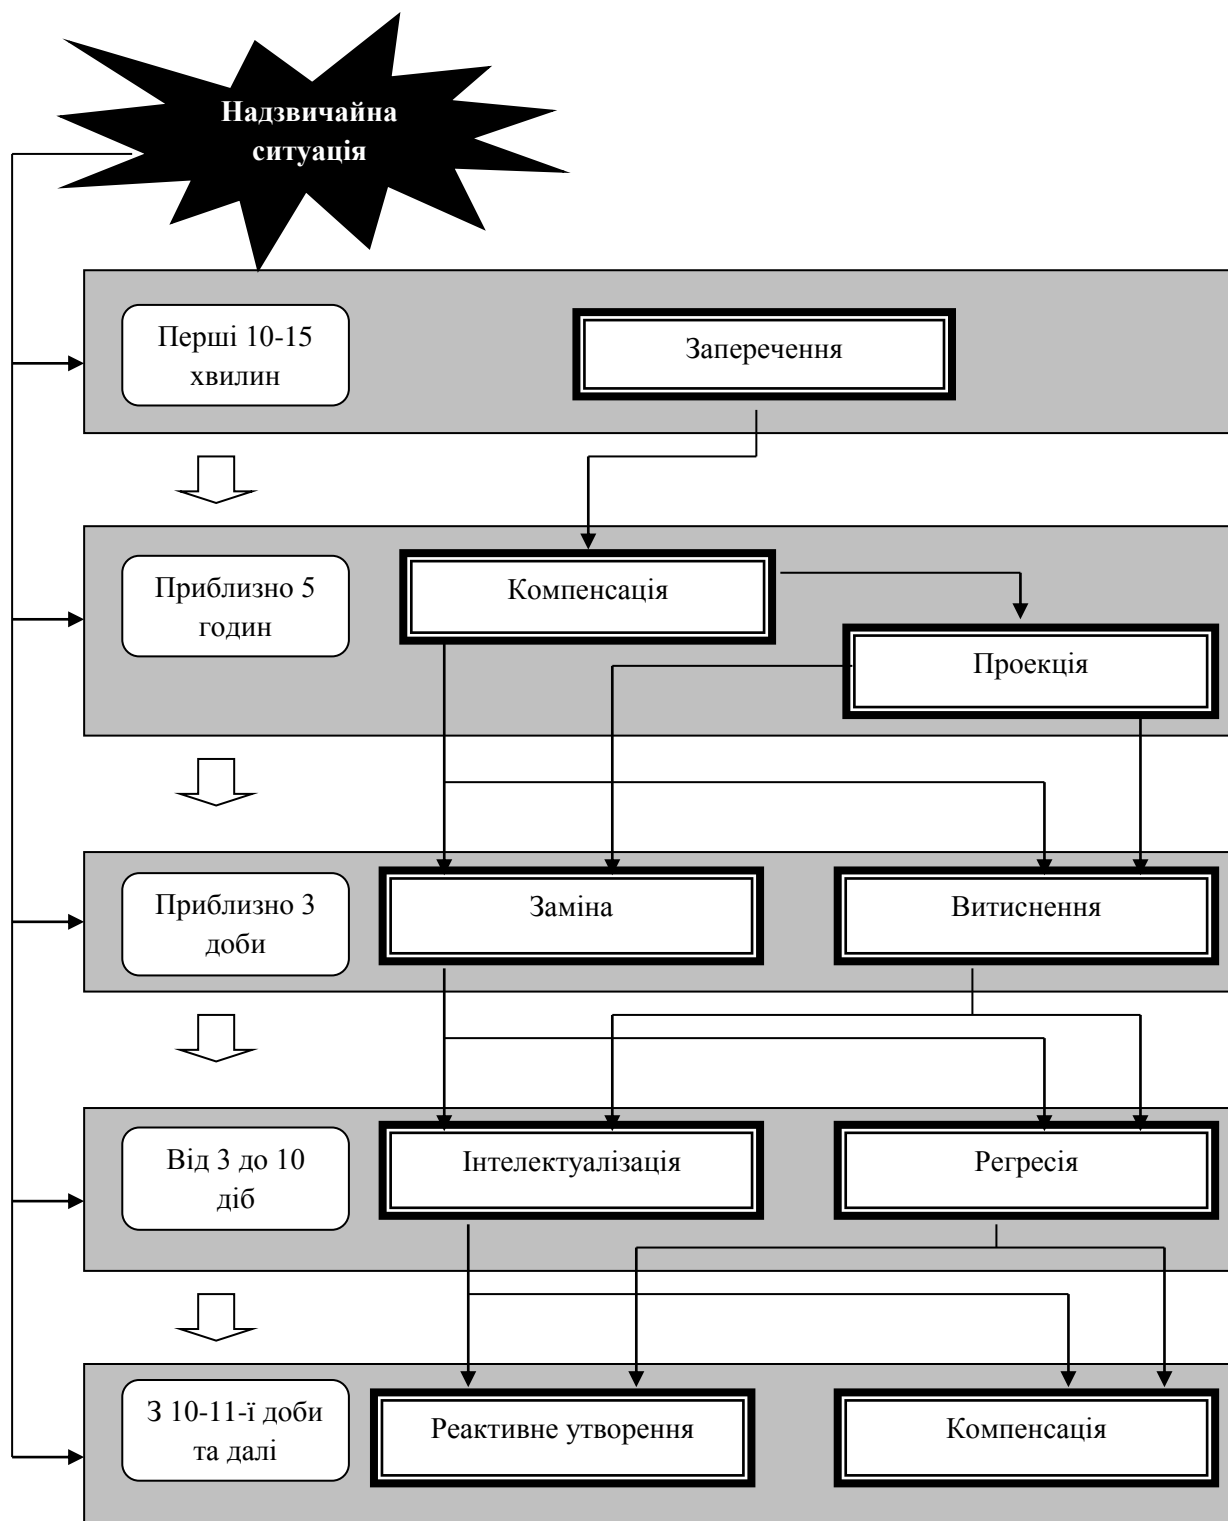 Надзвичайна
ситуація
Перші 10-15
хвилин
Заперечення
Приблизно 5
годин
Компенсація
Проекція
Приблизно 3
доби
Заміна
Витиснення
Від 3 до 10
діб
Інтелектуалізація
Регресія
З 10-11-ї доби
та далі
Реактивне утворення
Компенсація